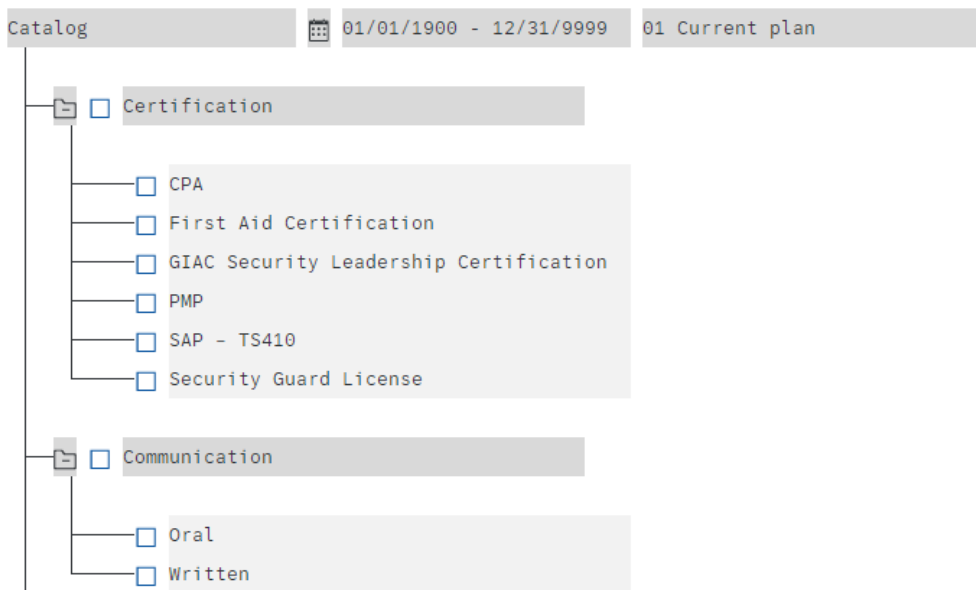 Catalog 01/01/1900 - 12/31/9999 01 Current plan
Certification
CPA
First Aid Certification
GIAC Security Leadership Certification
PMP
SAP – TS410
Security Guard License
Communication
Oral
Written